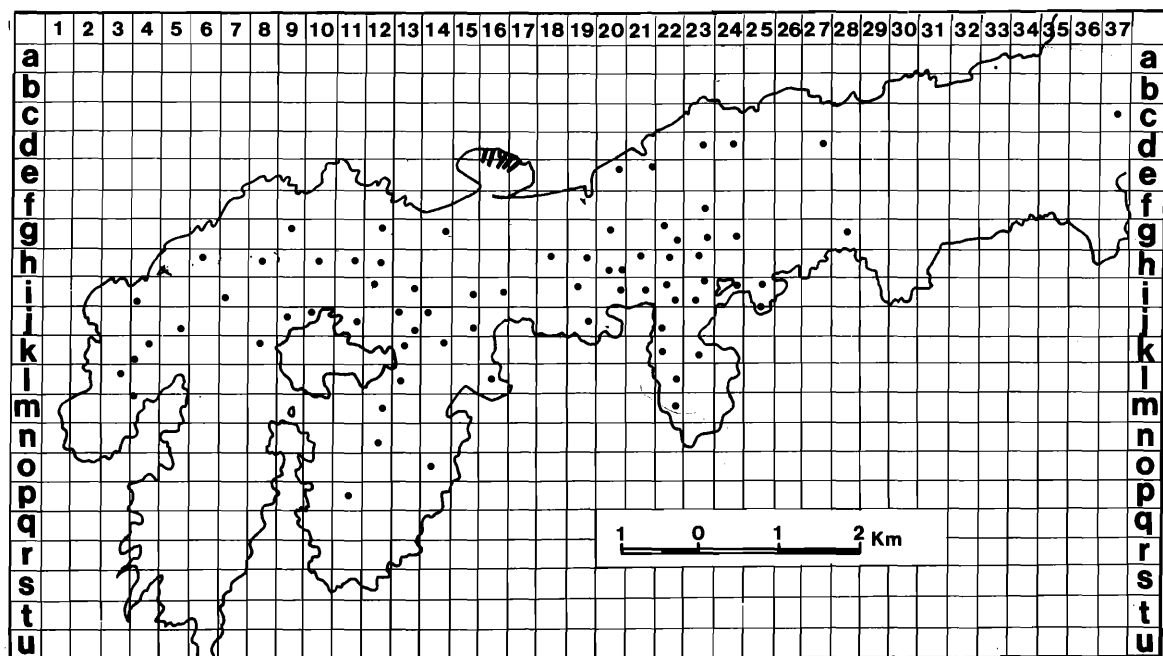 1 2 3 4 5 6 7 8 9 10 11 12 13 14 15 16 17 18 19 20 21 22 23 24 25 26 27 28 29 30 31 32 33 34 35 36 37
a a
b b
c c
d d
e e
f f
g g
h h
i i
j j
k k
l l
m m
n n
o o
p p
q q
r r
s s
t t
u u
1 0 1 2 Km